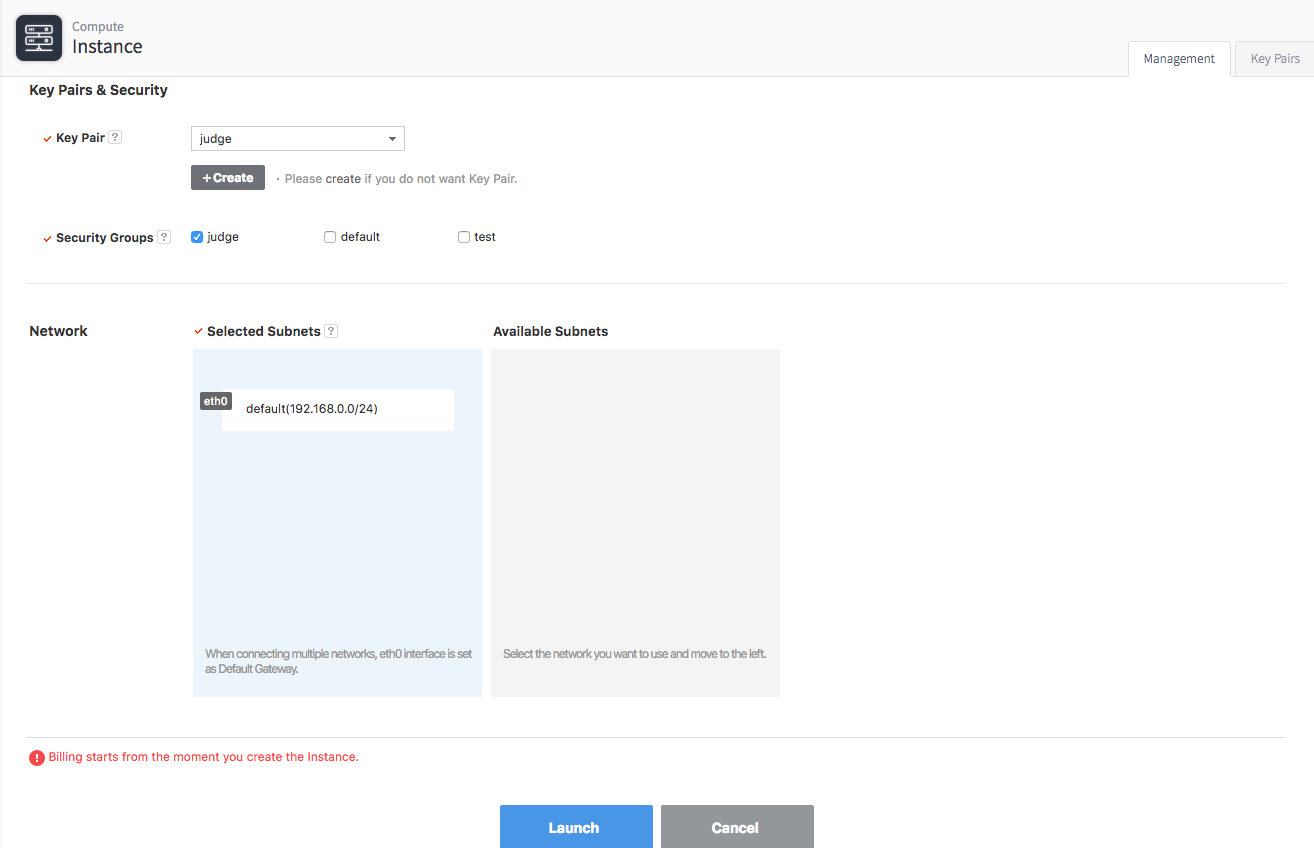 Compute
Instance
Management
Key Pairs
Key Pairs & Security
Key Pair ?
judge
+Create
· Please create if you do not want Key Pair.
Security Groups ?
judge
default
test
Network
Selected Subnets ?
Available Subnets
eth0
default(192.168.0.0/24)
When connecting multiple networks, eth0 interface is set
as Default Gateway.
Select the network you want to use and move to the left.
! Billing starts from the moment you create the Instance.
Launch
Cancel